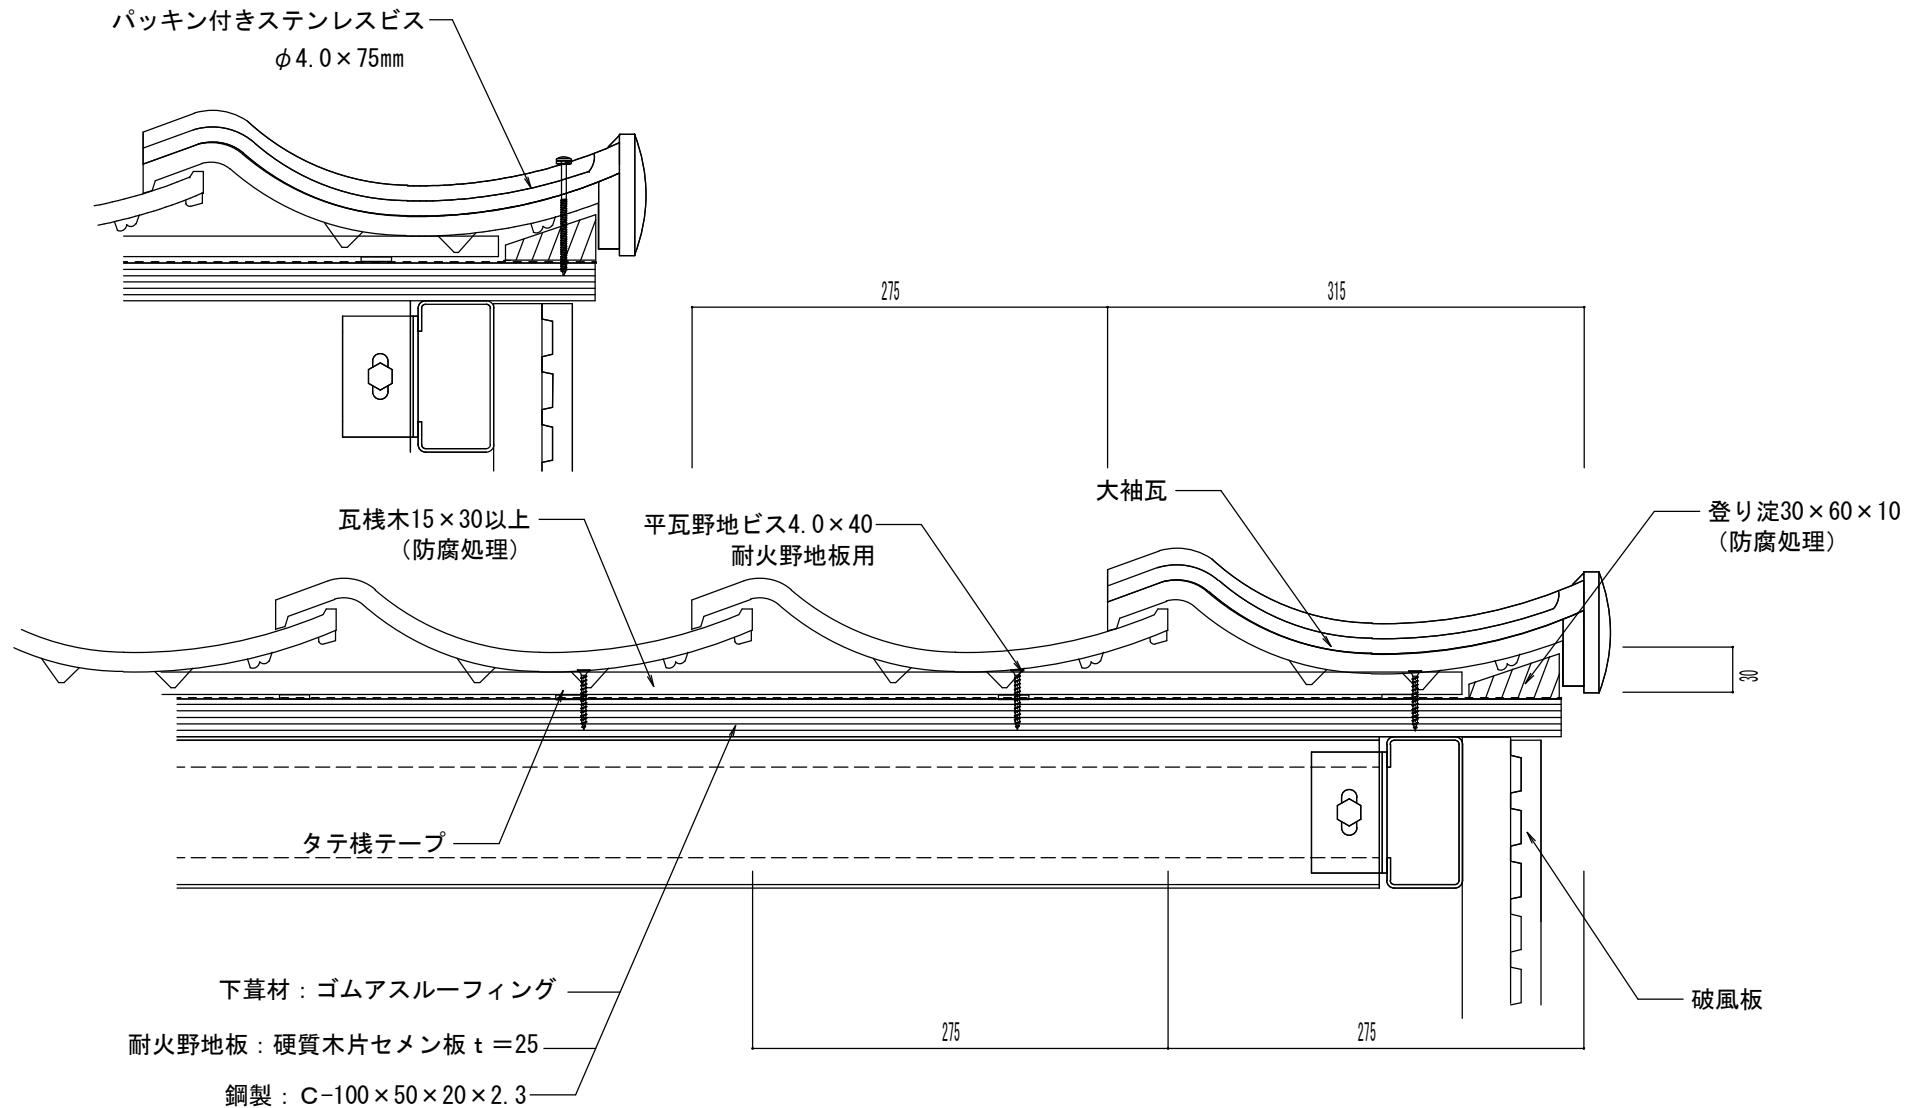 パッキン付きステンレスビス
φ4.0×75㎜
275
315
大袖瓦
瓦桟木15×30以上
（防腐処理）
平瓦野地ビス4.0×40
耐火野地板用
登り淀30×60×10
（防腐処理）
30
タテ桟テープ
下葺材：ゴムアスルーフィング
破風板
275
275
耐火野地板：硬質木片セメン板ｔ＝25
鋼製：Ｃ-100×50×20×2.3